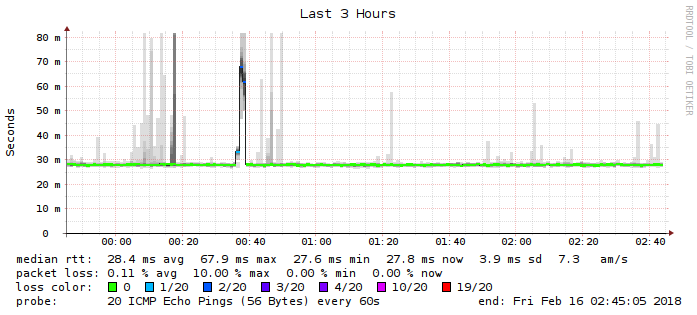 Last 3 Hours
RRDTOOL / TOBI OETIKER
Seconds
80 m
70 m
60 m
50 m
40 m
30 m
20 m
10 m
0
00:00 00:20 00:40 01:00 01:20 01:40 02:00 02:20 02:40
median rtt: 28.4 ms avg 67.9 ms max 27.6 ms min 27.8 ms now 3.9 ms sd 7.3 am/s
packet loss: 0.11 % avg 10.00 % max 0.00 % min 0.00 % now
loss color: 0 1/20 2/20 3/20 4/20 10/20 19/20
probe: 20 ICMP Echo Pings (56 Bytes) every 60s end: Fri Feb 16 02:45:05 2018